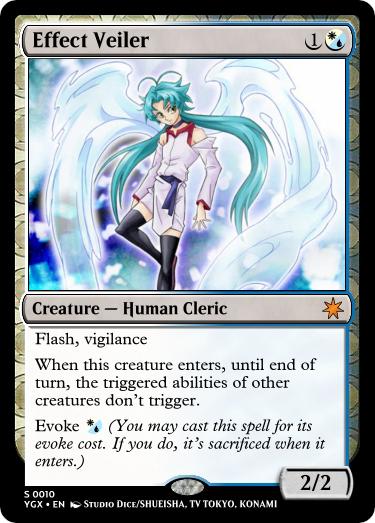 Effect Veiler 1
Creature — Human Cleric
Flash, vigilance
When this creature enters, until end of
turn, the triggered abilities of other
creatures don't trigger.
Evoke (You may cast this spell for its
evoke cost. If you do, it's sacrificed when it
enters.)
2/2
S 0010
YGX • EN STUDIO DICE/SHUEISHA, TV TOKYO, KONAMI